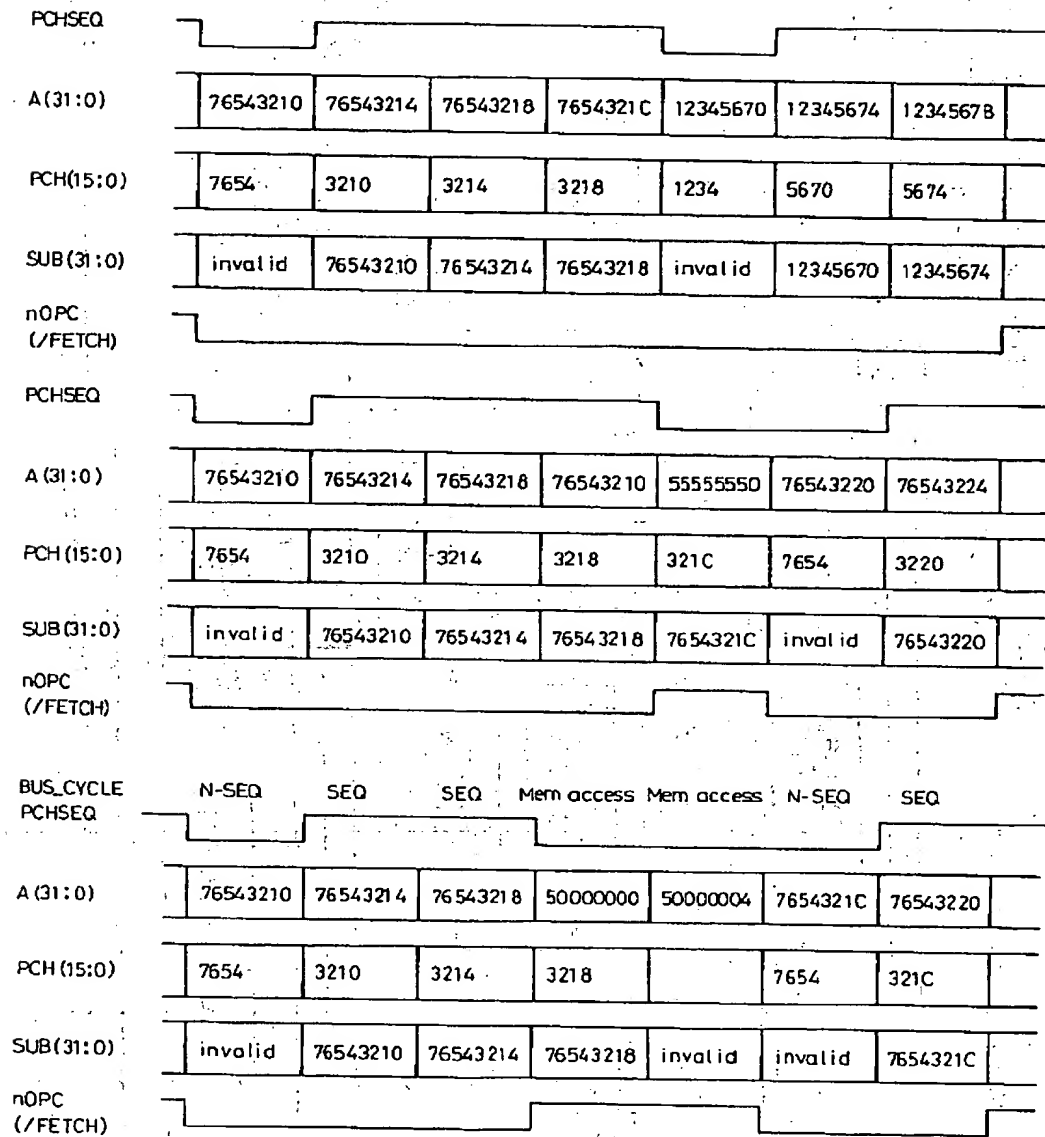 PCHSEQ
A(31:0) 76543210 76543214 76543218 7654321C 12345670 12345674 12345678
PCH(15:0) 7654 3210 3214 3218 1234 5670 5674
SUB(31:0) invalid 76543210 76543214 76543218 invalid 12345670 12345674
nOPC
(/FETCH)
PCHSEQ
A(31:0) 76543210 76543214 76543218 76543210 55555550 76543220 76543224
PCH(15:0) 7654 3210 3214 3218 321C 7654 3220
SUB(31:0) invalid 76543210 76543214 76543218 7654321C invalid 76543220
nOPC
(/FETCH)
BUS_CYCLE N-SEQ SEQ SEQ Mem access Mem access N-SEQ SEQ
PCHSEQ
A(31:0) 76543210 76543214 76543218 50000000 50000004 7654321C 76543220
PCH(15:0) 7654 3210 3214 3218 7654 321C
SUB(31:0) invalid 76543210 76543214 76543218 invalid invalid 7654321C
nOPC
(/FETCH)